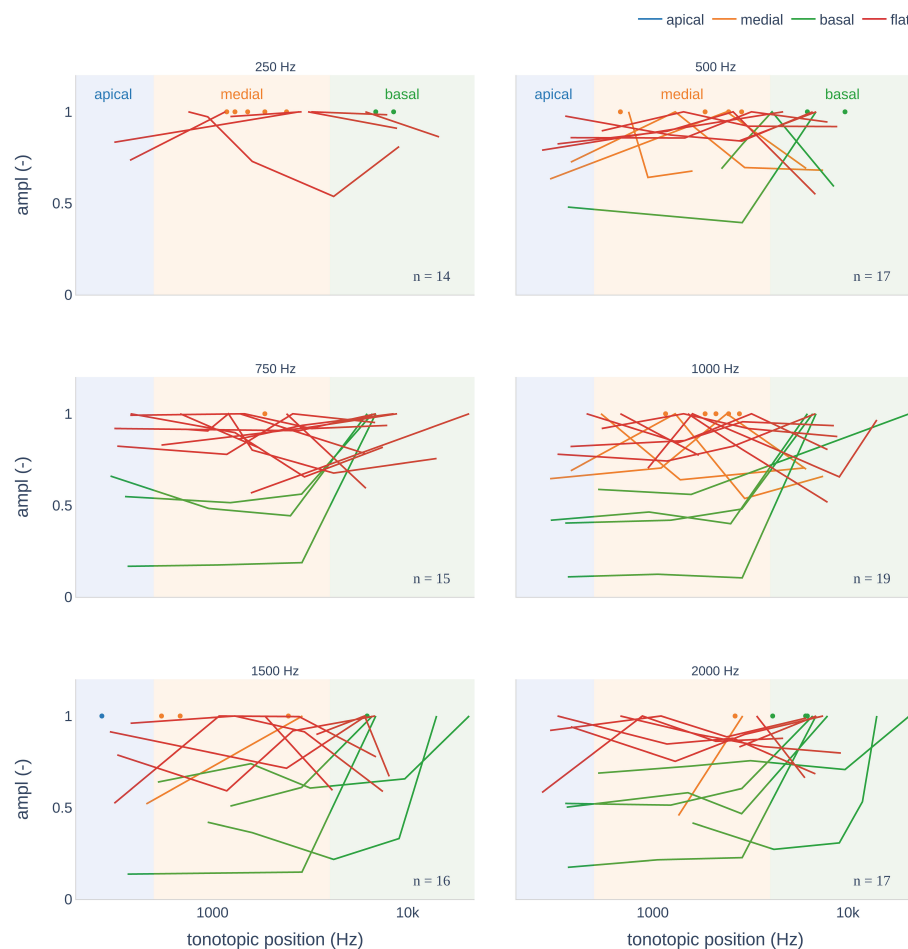 apical medial basal flat
250 Hz 500 Hz
apical medial basal apical medial basal
1
ampl (-)
0.5
n = 14 n = 17
0
750 Hz 1000 Hz
1
ampl (-)
0.5
n = 15 n = 19
0
1500 Hz 2000 Hz
1
ampl (-)
0.5
n = 16 n = 17
0
1000 10k 1000 10k
tonotopic position (Hz) tonotopic position (Hz)